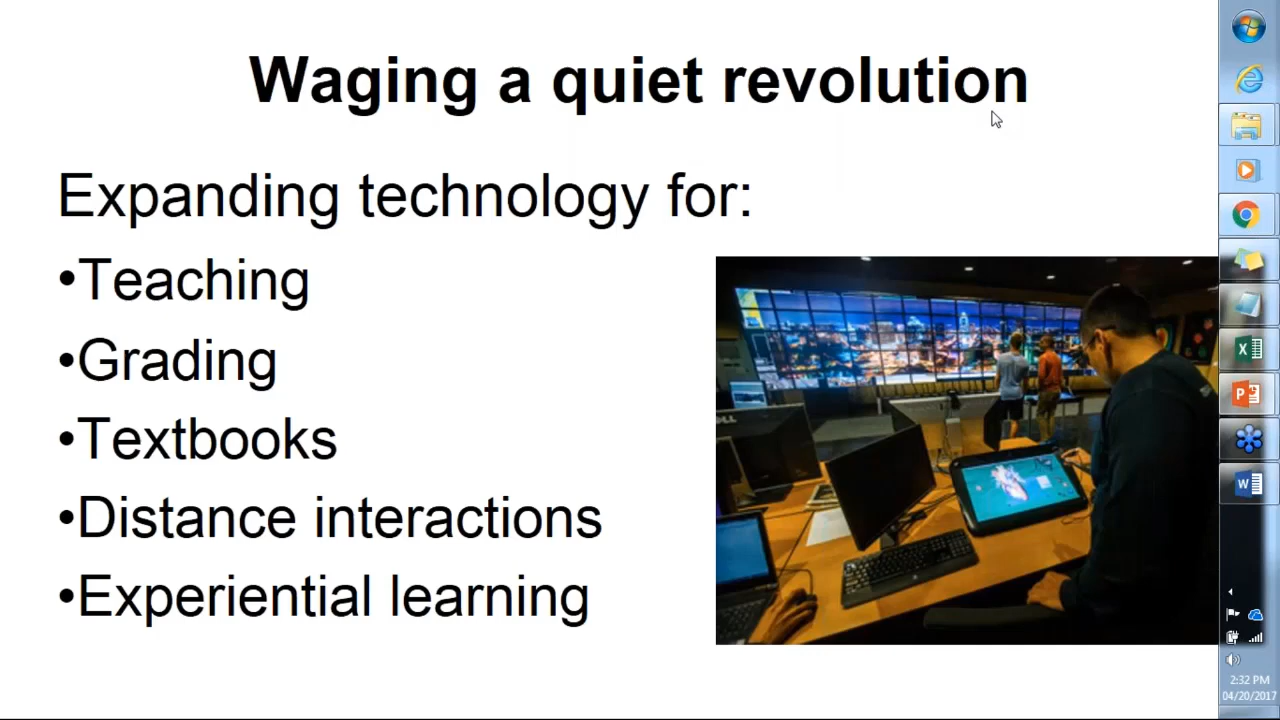 Waging a quiet revolution
Expanding technology for:
•Teaching
•Grading
•Textbooks
•Distance interactions
•Experiential learning
DELL
2:32 PM
04/20/2017